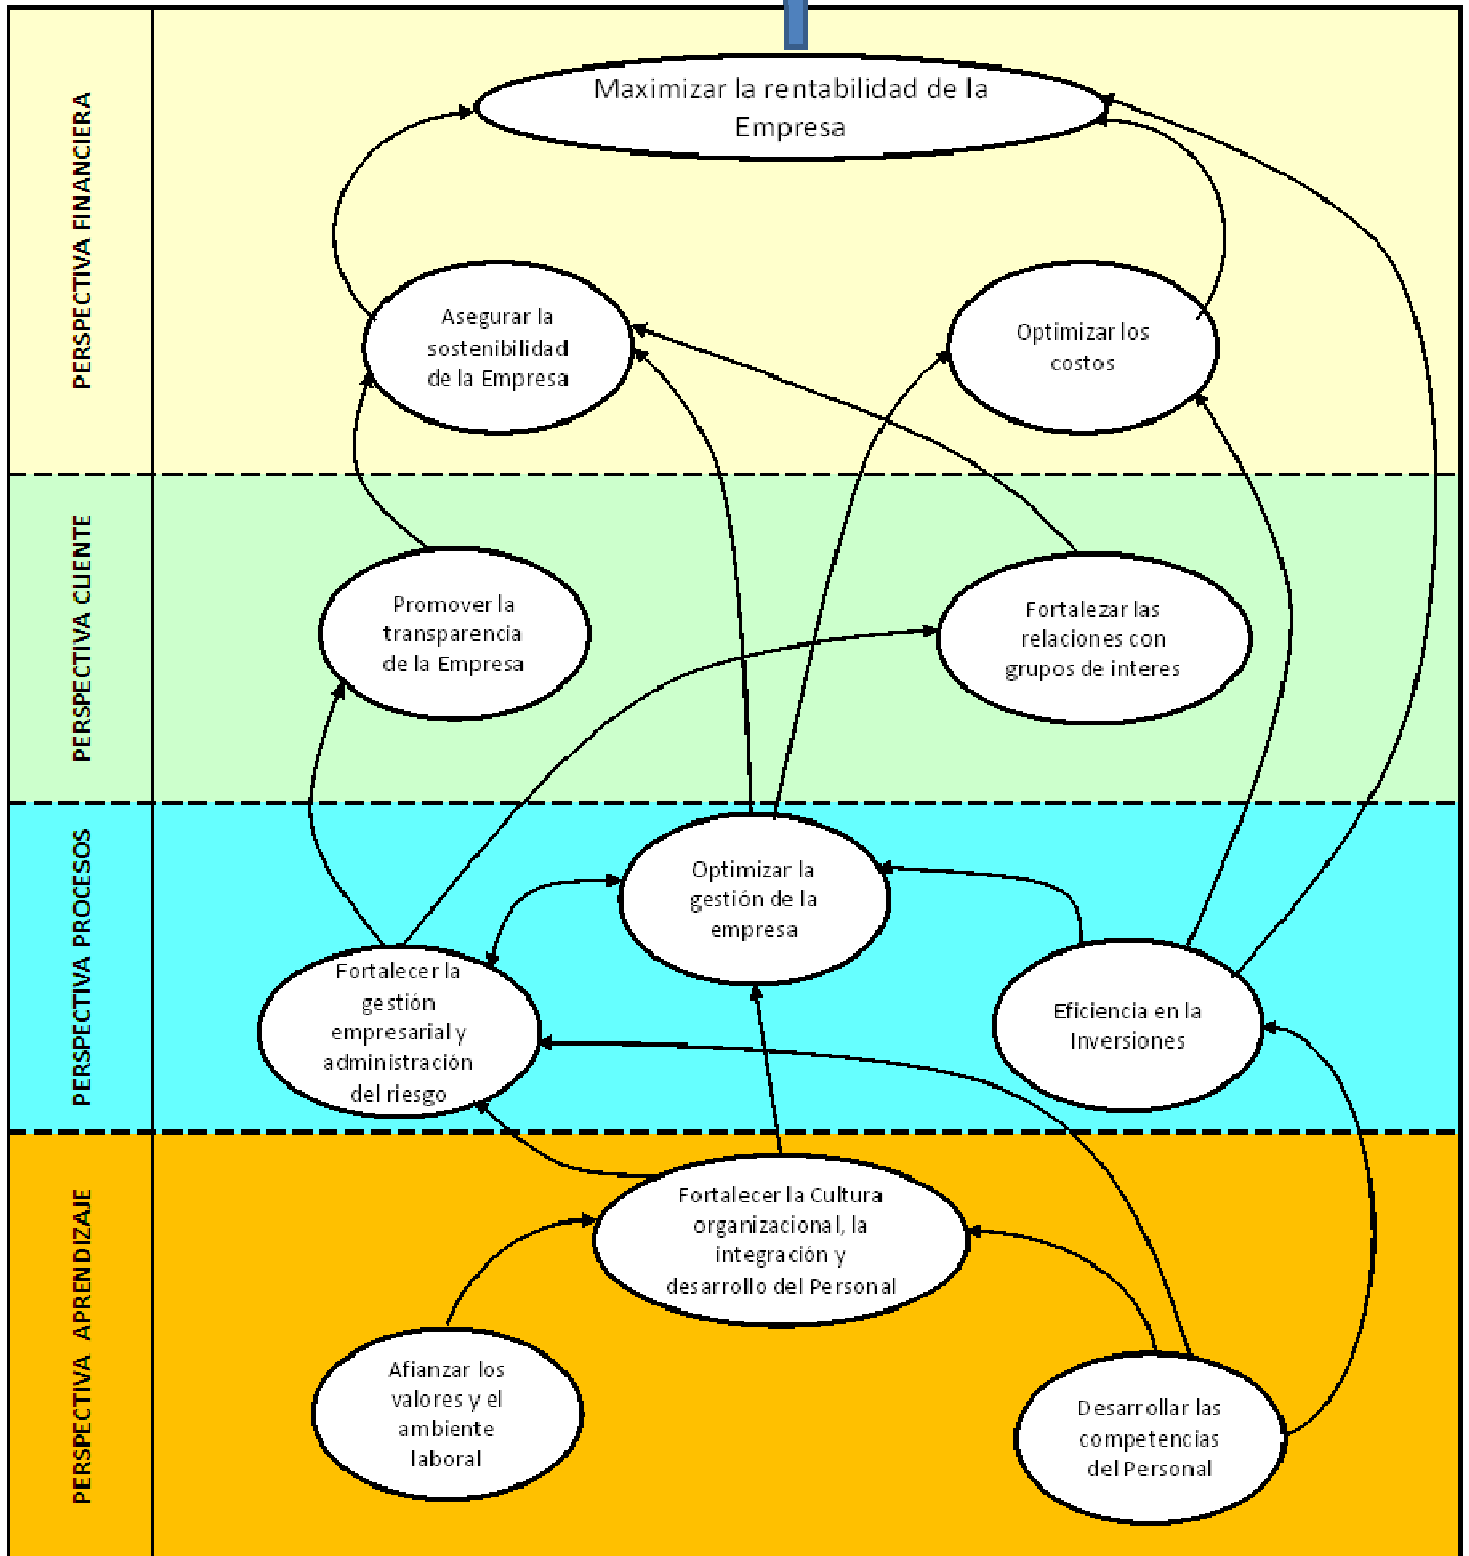 PERSPECTIVA FINANCIERA
Maximizar la rentabilidad de la
Empresa
Asegurar la
sostenibilidad
de la Empresa
Optimizar los
costos
PERSPECTIVA CLIENTE
Promover la
transparencia
de la Empresa
Fortalezar las
relaciones con
grupos de interes
PERSPECTIVA PROCESOS
Optimizar la
gestión de la
empresa
Fortalecer la
gestión
empresarial y
administración
del riesgo
Eficiencia en la
Inversiones
PERSPECTIVA APRENDIZAJE
Fortalecer la Cultura
organizacional, la
integración y
desarrollo del Personal
Afianzar los
valores y el
ambiente
laboral
Desarrollar las
competencias
del Personal